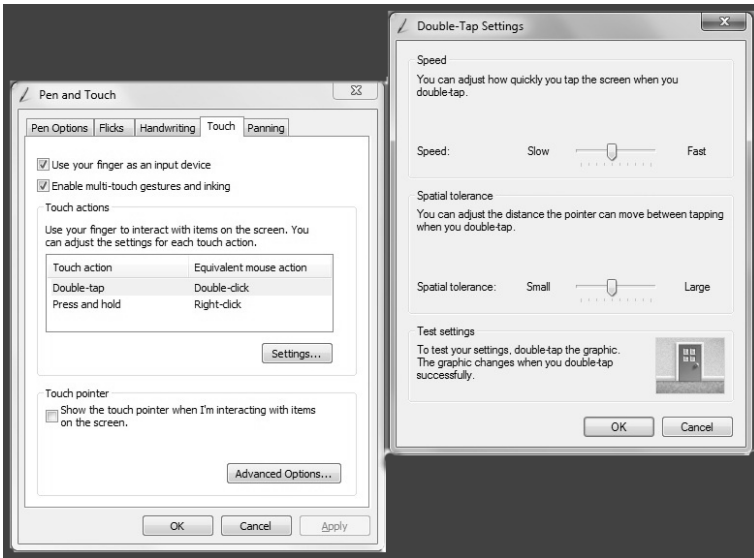 Pen and Touch
Pen Options Flicks Handwriting Touch Panning
Use your finger as an input device
Enable multi-touch gestures and inking
Touch actions
Use your finger to interact with items on the screen. You
can adjust the settings for each touch action.
Touch action Equivalent mouse action
Double-tap Double-click
Press and hold Right-click
Settings...
Touch pointer
Show the touch pointer when I'm interacting with items
on the screen.
Advanced Options...
OK Cancel Apply
Double-Tap Settings
Speed
You can adjust how quickly you tap the screen when you
double-tap.
Speed: Slow Fast
Spatial tolerance
You can adjust the distance the pointer can move between tapping
when you double-tap.
Spatial tolerance: Small Large
Test settings
To test your settings, double-tap the graphic.
The graphic changes when you double-tap
successfully.
OK Cancel